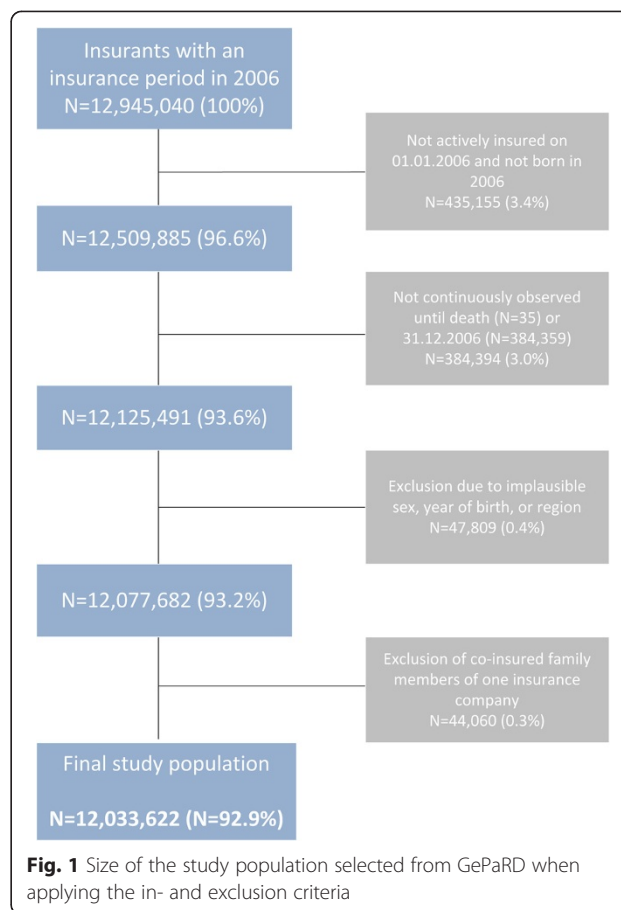 Insurants with an
insurance period in 2006
N=12,945,040 (100%)
Not actively insured on
01.01.2006 and not born in
2006
N=435,155 (3.4%)
N=12,509,885 (96.6%)
Not continuously observed
until death (N=35) or
31.12.2006 (N=384,359)
N=384,394 (3.0%)
N=12,125,491 (93.6%)
Exclusion due to implausible
sex, year of birth, or region
N=47,809 (0.4%)
N=12,077,682 (93.2%)
Exclusion of co-insured family
members of one insurance
company
N=44,060 (0.3%)
Final study population
N=12,033,622 (N=92.9%)
Fig. 1 Size of the study population selected from GePaRD when
applying the in- and exclusion criteria